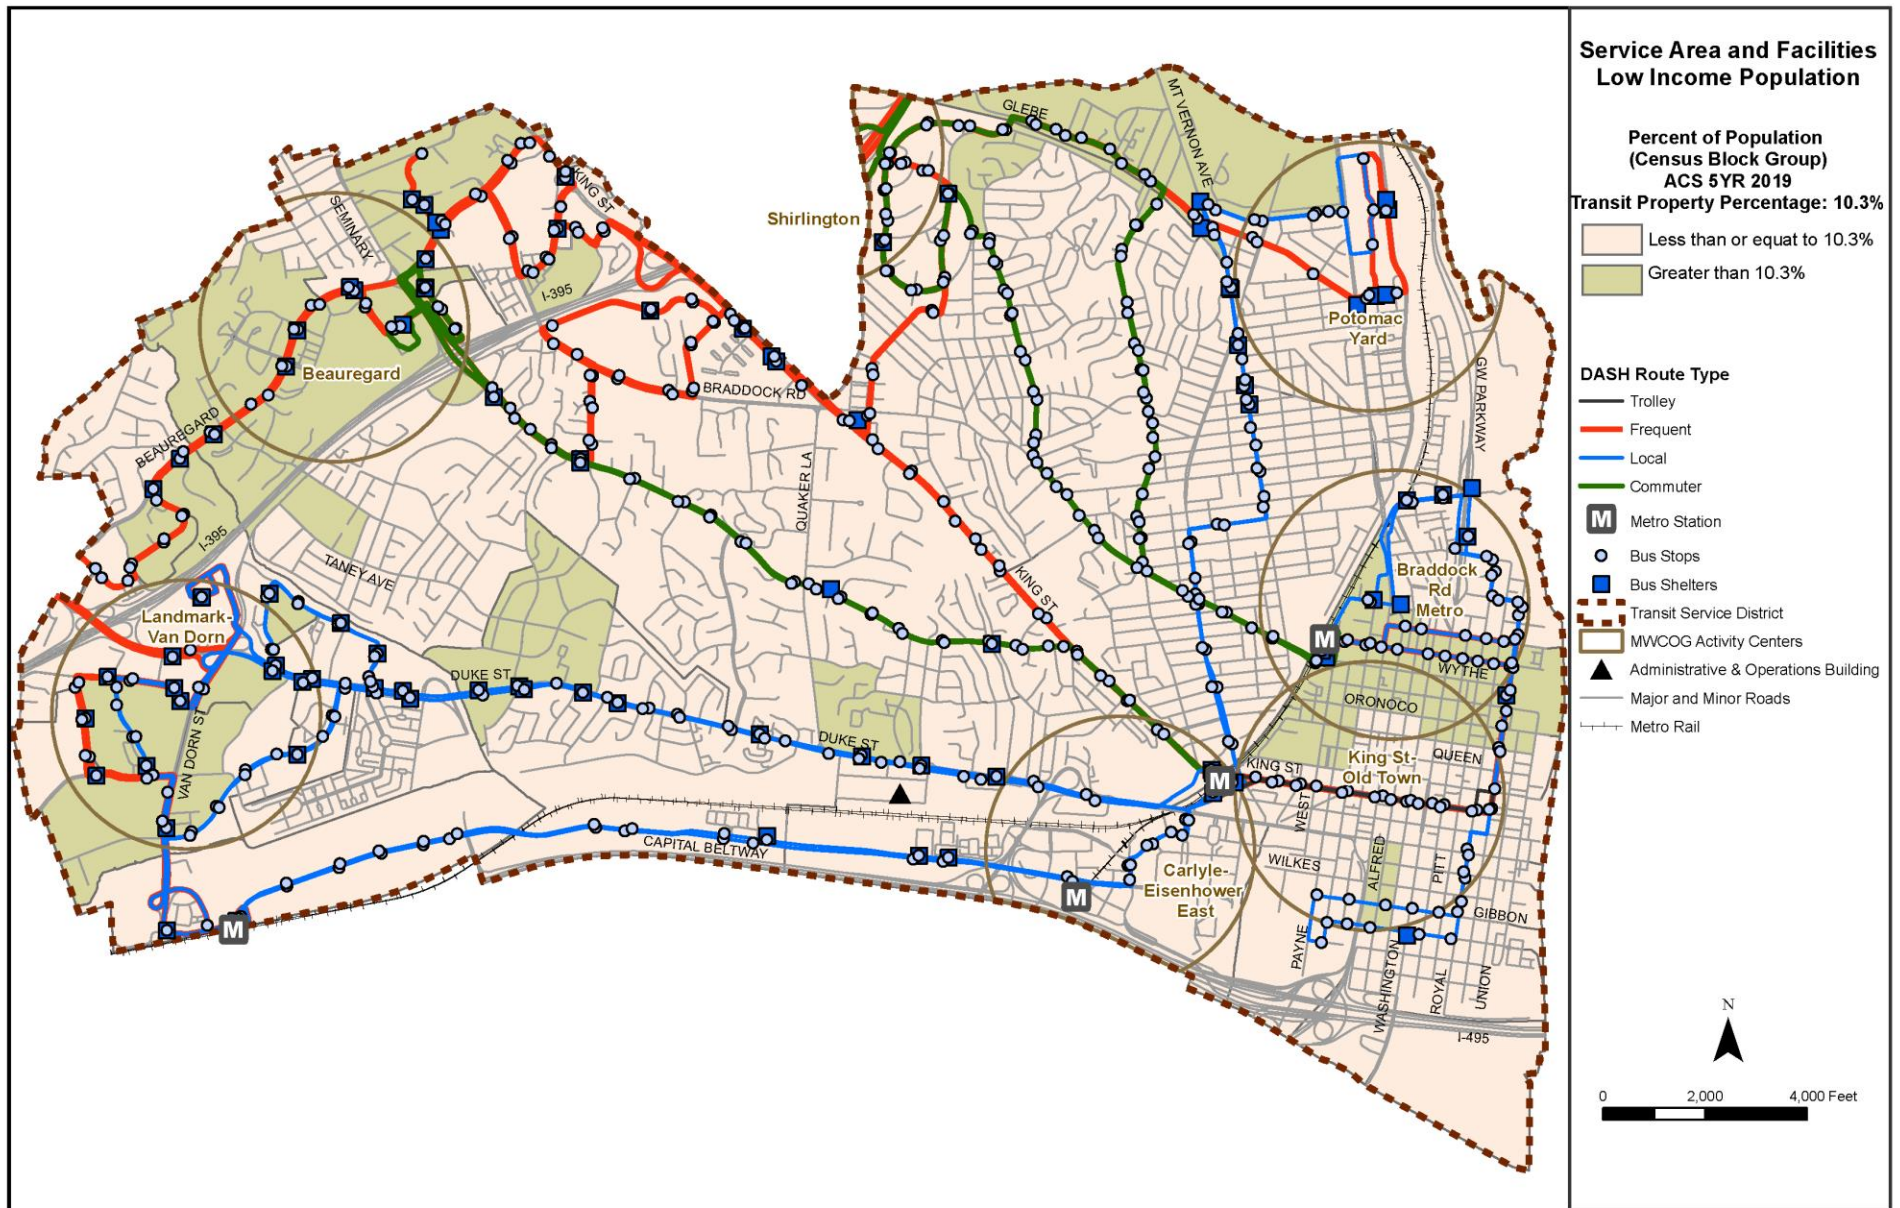 Service Area and Facilities
Low Income Population
Percent of Population
(Census Block Group)
ACS 5YR 2019
Transit Property Percentage: 10.3%
Less than or equat to 10.3%
Greater than 10.3%
DASH Route Type
Trolley
Frequent
Local
Commuter
M Metro Station
Bus Stops
Bus Shelters
Transit Service District
MWCOG Activity Centers
Administrative & Operations Building
Major and Minor Roads
Metro Rail
N
0 2,000 4,000 Feet
GLEBE
MT VERNON AVE
KING ST
SEMINARY
Shirlington
I-395
Potomac
Yard
Beauregard
GW PARKWAY
BRADDOCK RD
BEAUREGARD
QUAKER LA
I-395
TANEY AVE
KING ST
Braddock
Rd
Metro
Landmark-
Van Dorn
M
WYTHE
DUKE ST
ORONOCO
VAN DORN ST
DUKE ST
QUEEN
KING ST
King St-
Old Town
M
WEST
CAPITAL BELTWAY
WILKES
ALFRED
PITT
Carlyle-
Eisenhower
East
M
GIBBON
M
PAYNE
WASHINGTON
ROYAL
UNION
I-495